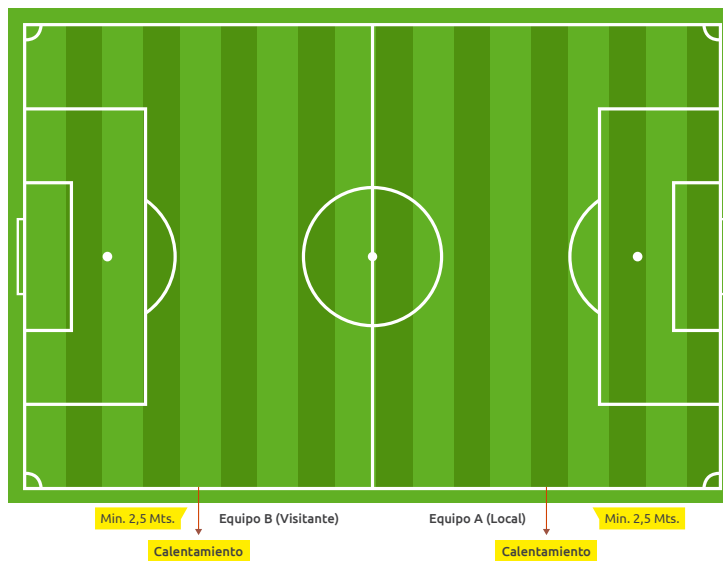 Min. 2,5 Mts.
Equipo B (Visitante)
Equipo A (Local)
Min. 2,5 Mts.
Calentamiento
Calentamiento